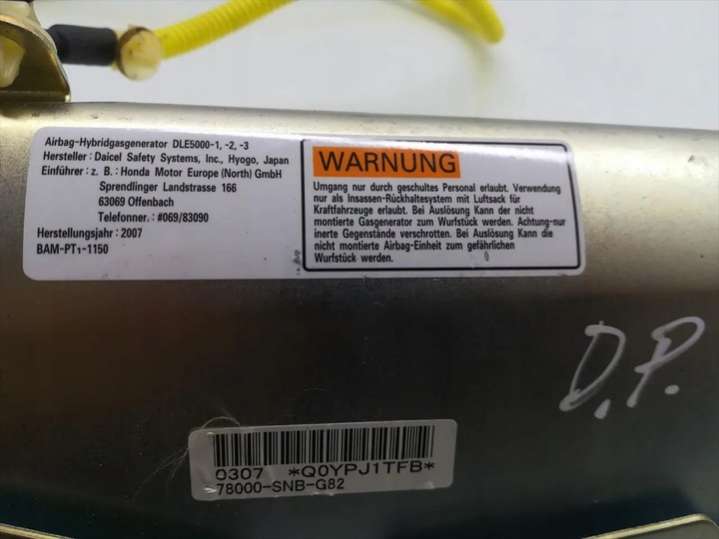 Airbag-Hybridgasgenerator DLE5000-1, -2, -3
Hersteller : Daicel Safety Systems, Inc., Hyogo, Japan
Einführer : z. B. : Honda Motor Europe (North) GmbH
Sprendlinger Landstrasse 166
63069 Offenbach
Telefonner. : #069/83090
Herstellungsjahr : 2007
BAM-PT₁-1150
WARNUNG
Umgang nur durch geschultes Personal erlaubt. Verwendung
nur als Insassen-Rückhaltesystem mit Luftsack für
Kraftfahrzeuge erlaubt. Bei Auslösung Kann der nicht
montierte Gasgenerator zum Wurfstück werden. Achtung-nur
inerte Gegenstände verschrotten. Bei Auslösung Kann die
nicht montierte Airbag-Einheit zum gefährlichen
Wurfstück werden.
D.P.
0307 *Q0YPJ1TFB*
78000-SNB-G82